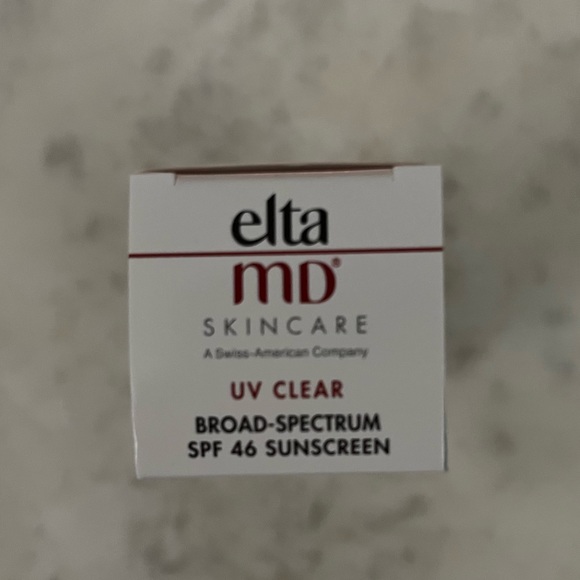 elta
MD®
SKINCARE
A Swiss-American Company
UV CLEAR
BROAD-SPECTRUM
SPF 46 SUNSCREEN